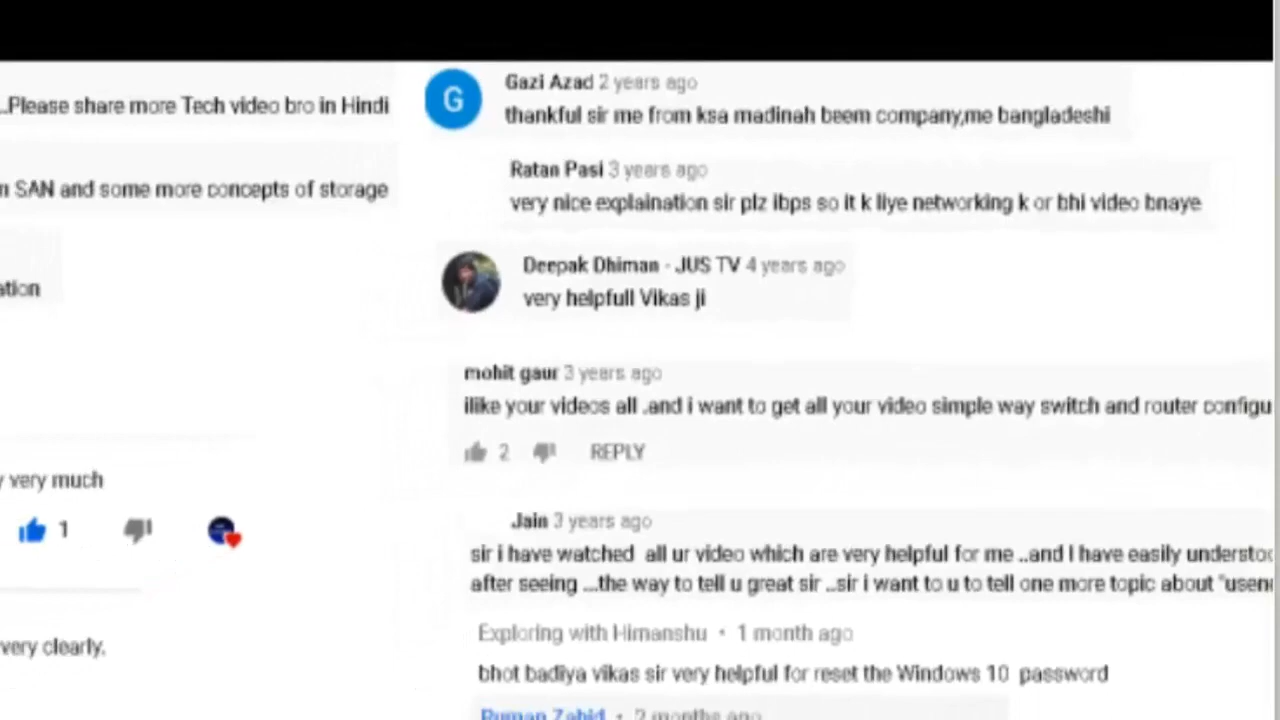 ..Please share more Tech video bro in Hindi
SAN and some more concepts of storage
very much
1
very clearly.
G
Gazi Azad 2 years ago
thankful sir me from ksa madinah beem company,me bangladeshi
Ratan Pasi 3 years ago
very nice explaination sir plz ibps so it k liye networking k or bhi video bnaye
Deepak Dhiman - JUS TV 4 years ago
very helpfull Vikas ji
mohit gaur 3 years ago
ilike your videos all .and i want to get all your video simple way switch and router configu
2 REPLY
Jain 3 years ago
sir i have watched all ur video which are very helpful for me ..and I have easily understoo
after seeing ....the way to tell u great sir ...sir i want to u to tell one more topic about "usen
Exploring with Himanshu • 1 month ago
bhot badiya vikas sir very helpful for reset the Windows 10 password
Ruman Zahid • 2 months ago